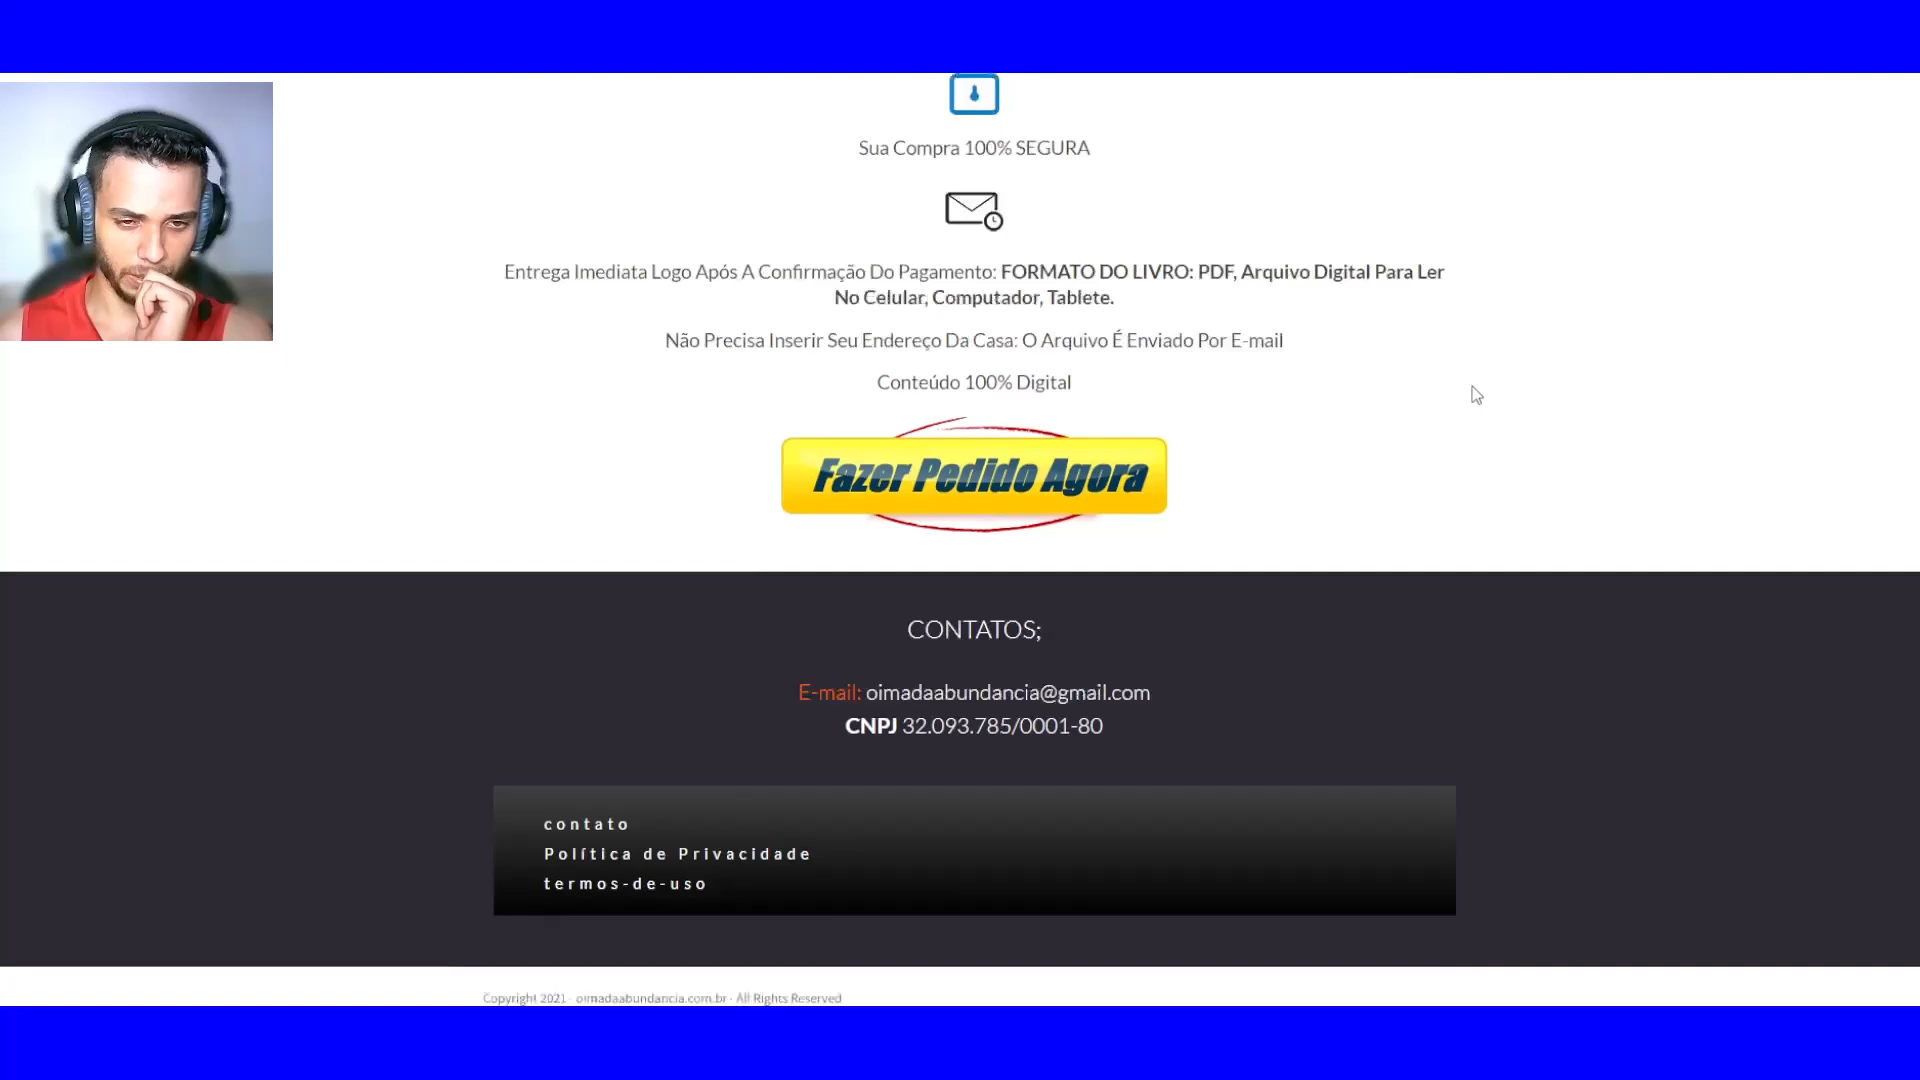 Sua Compra 100% SEGURA
Entrega Imediata Logo Após A Confirmação Do Pagamento: FORMATO DO LIVRO: PDF, Arquivo Digital Para Ler
No Celular, Computador, Tablete.
Não Precisa Inserir Seu Endereço Da Casa: O Arquivo É Enviado Por E-mail
Conteúdo 100% Digital
Fazer Pedido Agora
CONTATOS;
E-mail: oimadaabundancia@gmail.com
CNPJ 32.093.785/0001-80
contato
Política de Privacidade
termos-de-uso
Copyright 2021 - oimadaabundancia.com.br - All Rights Reserved